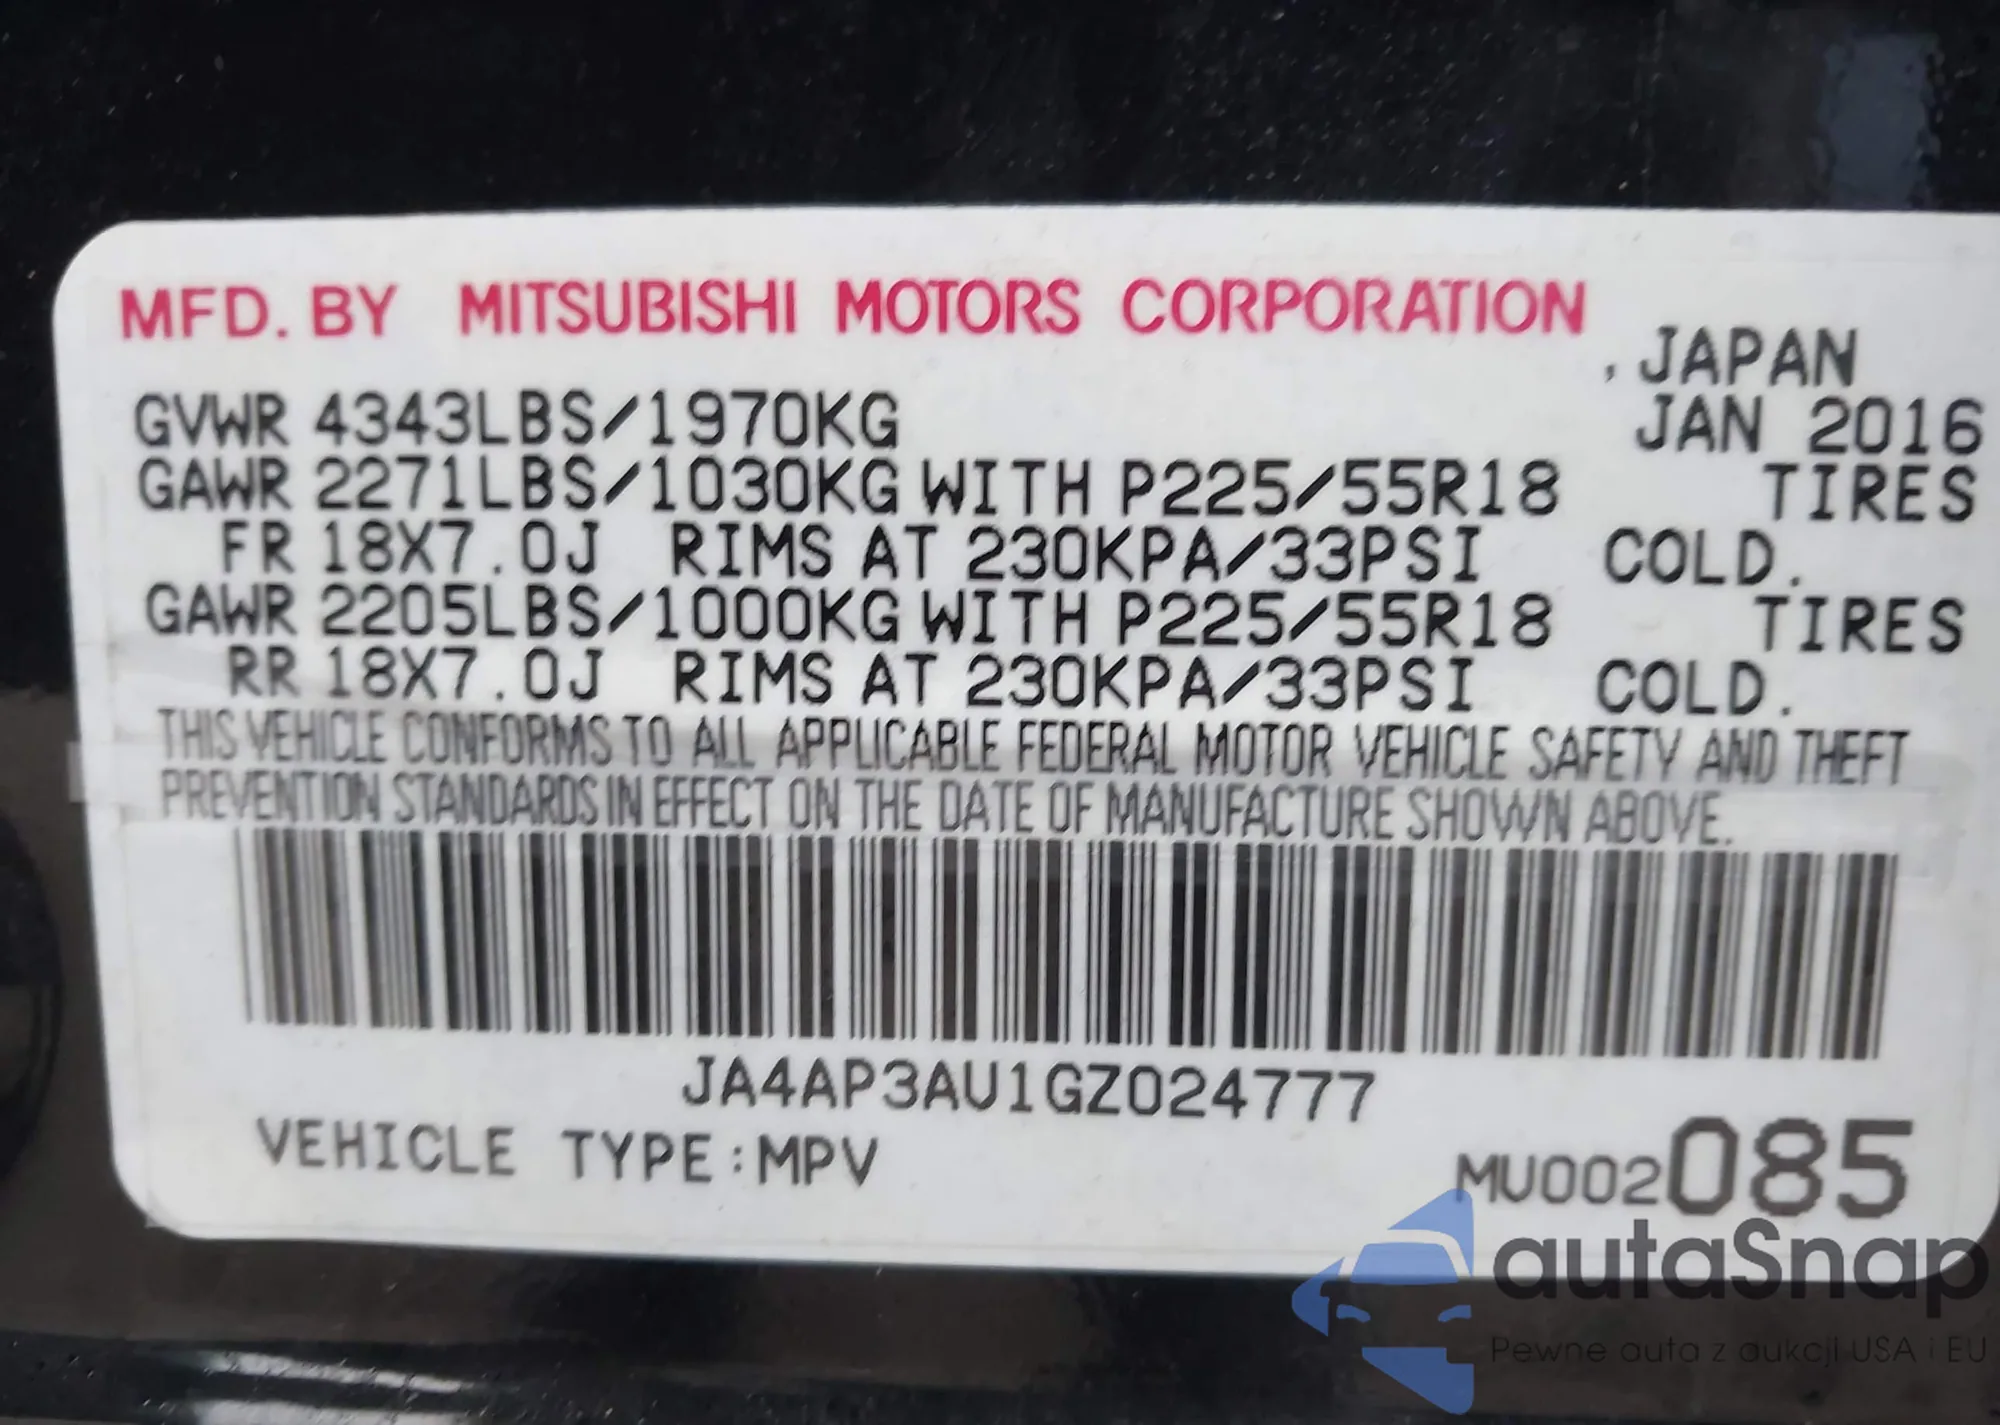 MFD. BY MITSUBISHI MOTORS CORPORATION
, JAPAN
GVWR 4343LBS/1970KG JAN 2016
GAWR 2271LBS/1030KG WITH P225/55R18 TIRES
FR 18X7.0J RIMS AT 230KPA/33PSI COLD.
GAWR 2205LBS/1000KG WITH P225/55R18 TIRES
RR 18X7.0J RIMS AT 230KPA/33PSI COLD.
THIS VEHICLE CONFORMS TO ALL APPLICABLE FEDERAL MOTOR VEHICLE SAFETY AND THEFT
PREVENTION STANDARDS IN EFFECT ON THE DATE OF MANUFACTURE SHOWN ABOVE.
JA4AP3AU1GZ024777
VEHICLE TYPE:MPV
MU002085
autaSnap
Pewne auta z aukcji USA i EU